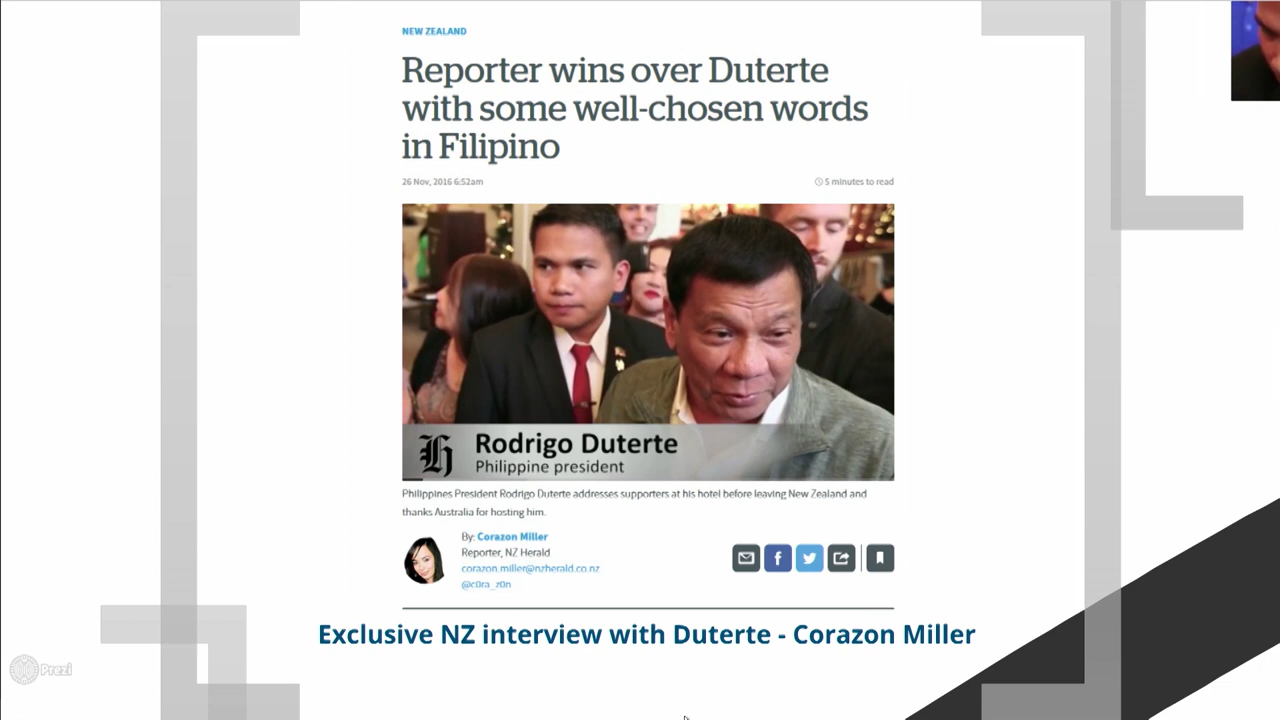 NEW ZEALAND
Reporter wins over Duterte
with some well-chosen words
in Filipino
26 Nov, 2016 6:52am
5 minutes to read
Rodrigo Duterte
Philippine president
Philippines President Rodrigo Duterte addresses supporters at his hotel before leaving New Zealand and
thanks Australia for hosting him.
By: Corazon Miller
Reporter, NZ Herald
corazon.miller@nzherald.co.nz
@c0ra_z0n
Exclusive NZ interview with Duterte - Corazon Miller
Prezi